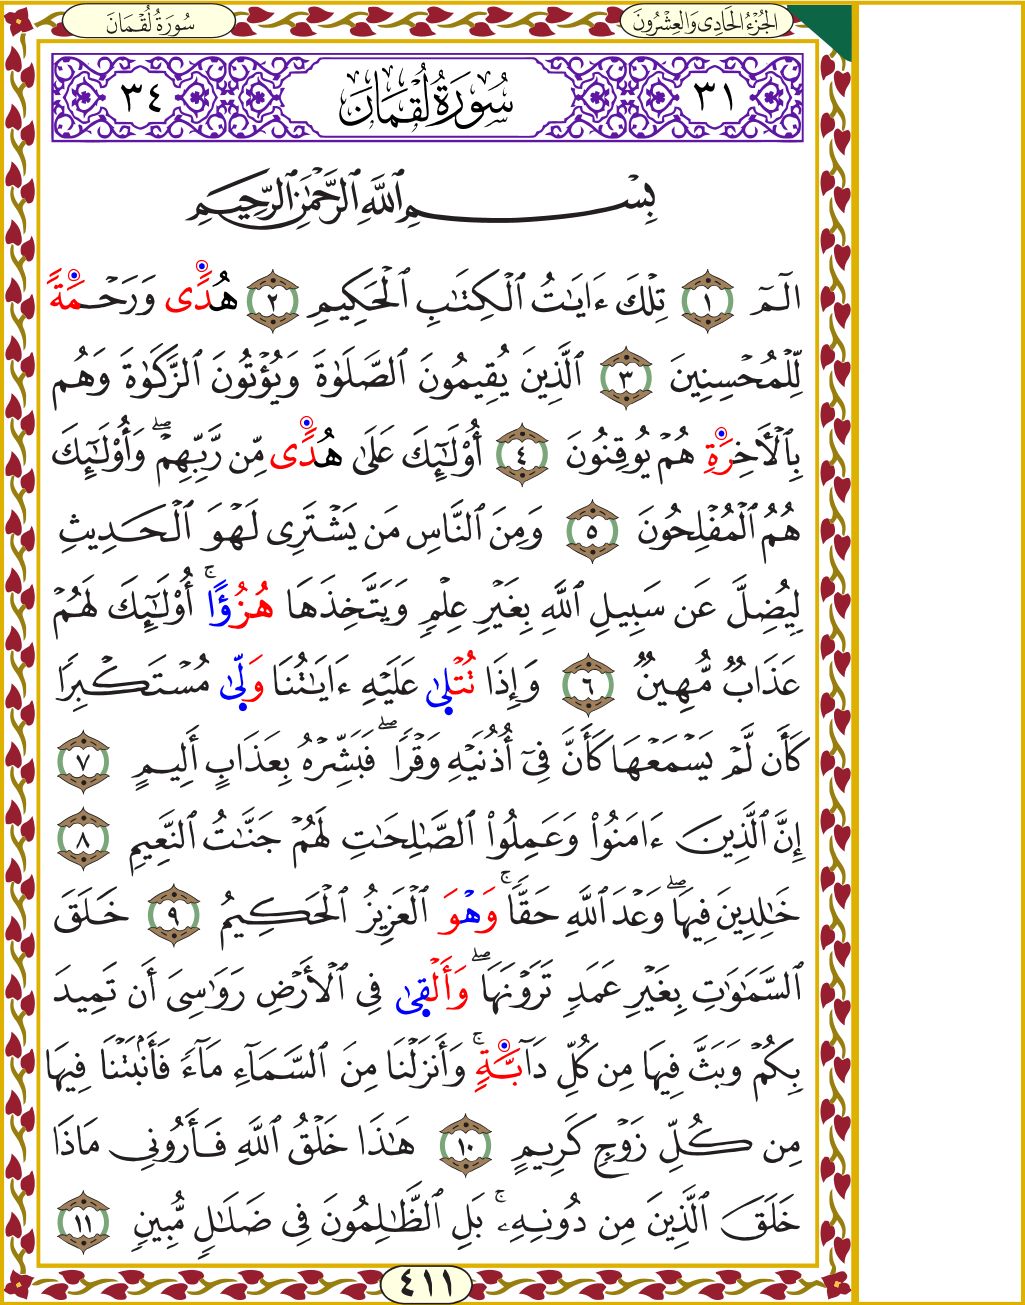 سُورَةُ لُقْمَانَ
الجُزْءُ الحَادِى وَالعِشْرُونَ
٣١ سُورَةُ لُقْمَانَ ٣٤
بِسْمِ ٱللَّهِ ٱلرَّحْمَٰنِ ٱلرَّحِيمِ
الٓمٓ ١ تِلْكَ ءَايَٰتُ ٱلْكِتَٰبِ ٱلْحَكِيمِ ٢ هُدًى وَرَحْمَةً
لِّلْمُحْسِنِينَ ٣ ٱلَّذِينَ يُقِيمُونَ ٱلصَّلَوٰةَ وَيُؤْتُونَ ٱلزَّكَوٰةَ وَهُم
بِٱلْأَخِرَةِ هُمْ يُوقِنُونَ ٤ أُوْلَٰٓئِكَ عَلَىٰ هُدًى مِّن رَّبِّهِمْۖ وَأُوْلَٰٓئِكَ
هُمُ ٱلْمُفْلِحُونَ ٥ وَمِنَ ٱلنَّاسِ مَن يَشْتَرِى لَهْوَ ٱلْحَدِيثِ
لِيُضِلَّ عَن سَبِيلِ ٱللَّهِ بِغَيْرِ عِلْمٍ وَيَتَّخِذَهَا هُزُؤًاۚ أُوْلَٰٓئِكَ لَهُمْ
عَذَابٌ مُّهِينٌ ٦ وَإِذَا تُتْلَىٰ عَلَيْهِ ءَايَٰتُنَا وَلَّىٰ مُسْتَكْبِرًا
كَأَن لَّمْ يَسْمَعْهَا كَأَنَّ فِىٓ أُذُنَيْهِ وَقْرًاۖ فَبَشِّرْهُ بِعَذَابٍ أَلِيمٍ ٧
إِنَّ ٱلَّذِينَ ءَامَنُوا۟ وَعَمِلُوا۟ ٱلصَّٰلِحَٰتِ لَهُمْ جَنَّٰتُ ٱلنَّعِيمِ ٨
خَٰلِدِينَ فِيهَاۖ وَعْدَ ٱللَّهِ حَقًّاۚ وَهْوَ ٱلْعَزِيزُ ٱلْحَكِيمُ ٩ خَلَقَ
ٱلسَّمَٰوَٰتِ بِغَيْرِ عَمَدٍ تَرَوْنَهَاۖ وَأَلْقَىٰ فِى ٱلْأَرْضِ رَوَٰسِىَ أَن تَمِيدَ
بِكُمْ وَبَثَّ فِيهَا مِن كُلِّ دَآبَّةٍۚ وَأَنزَلْنَا مِنَ ٱلسَّمَآءِ مَآءً فَأَنۢبَتْنَا فِيهَا
مِن كُلِّ زَوْجٍ كَرِيمٍ ١٠ هَٰذَا خَلْقُ ٱللَّهِ فَأَرُونِى مَاذَا
خَلَقَ ٱلَّذِينَ مِن دُونِهِۦۚ بَلِ ٱلظَّٰلِمُونَ فِى ضَلَٰلٍ مُّبِينٍ ١١
٤١١